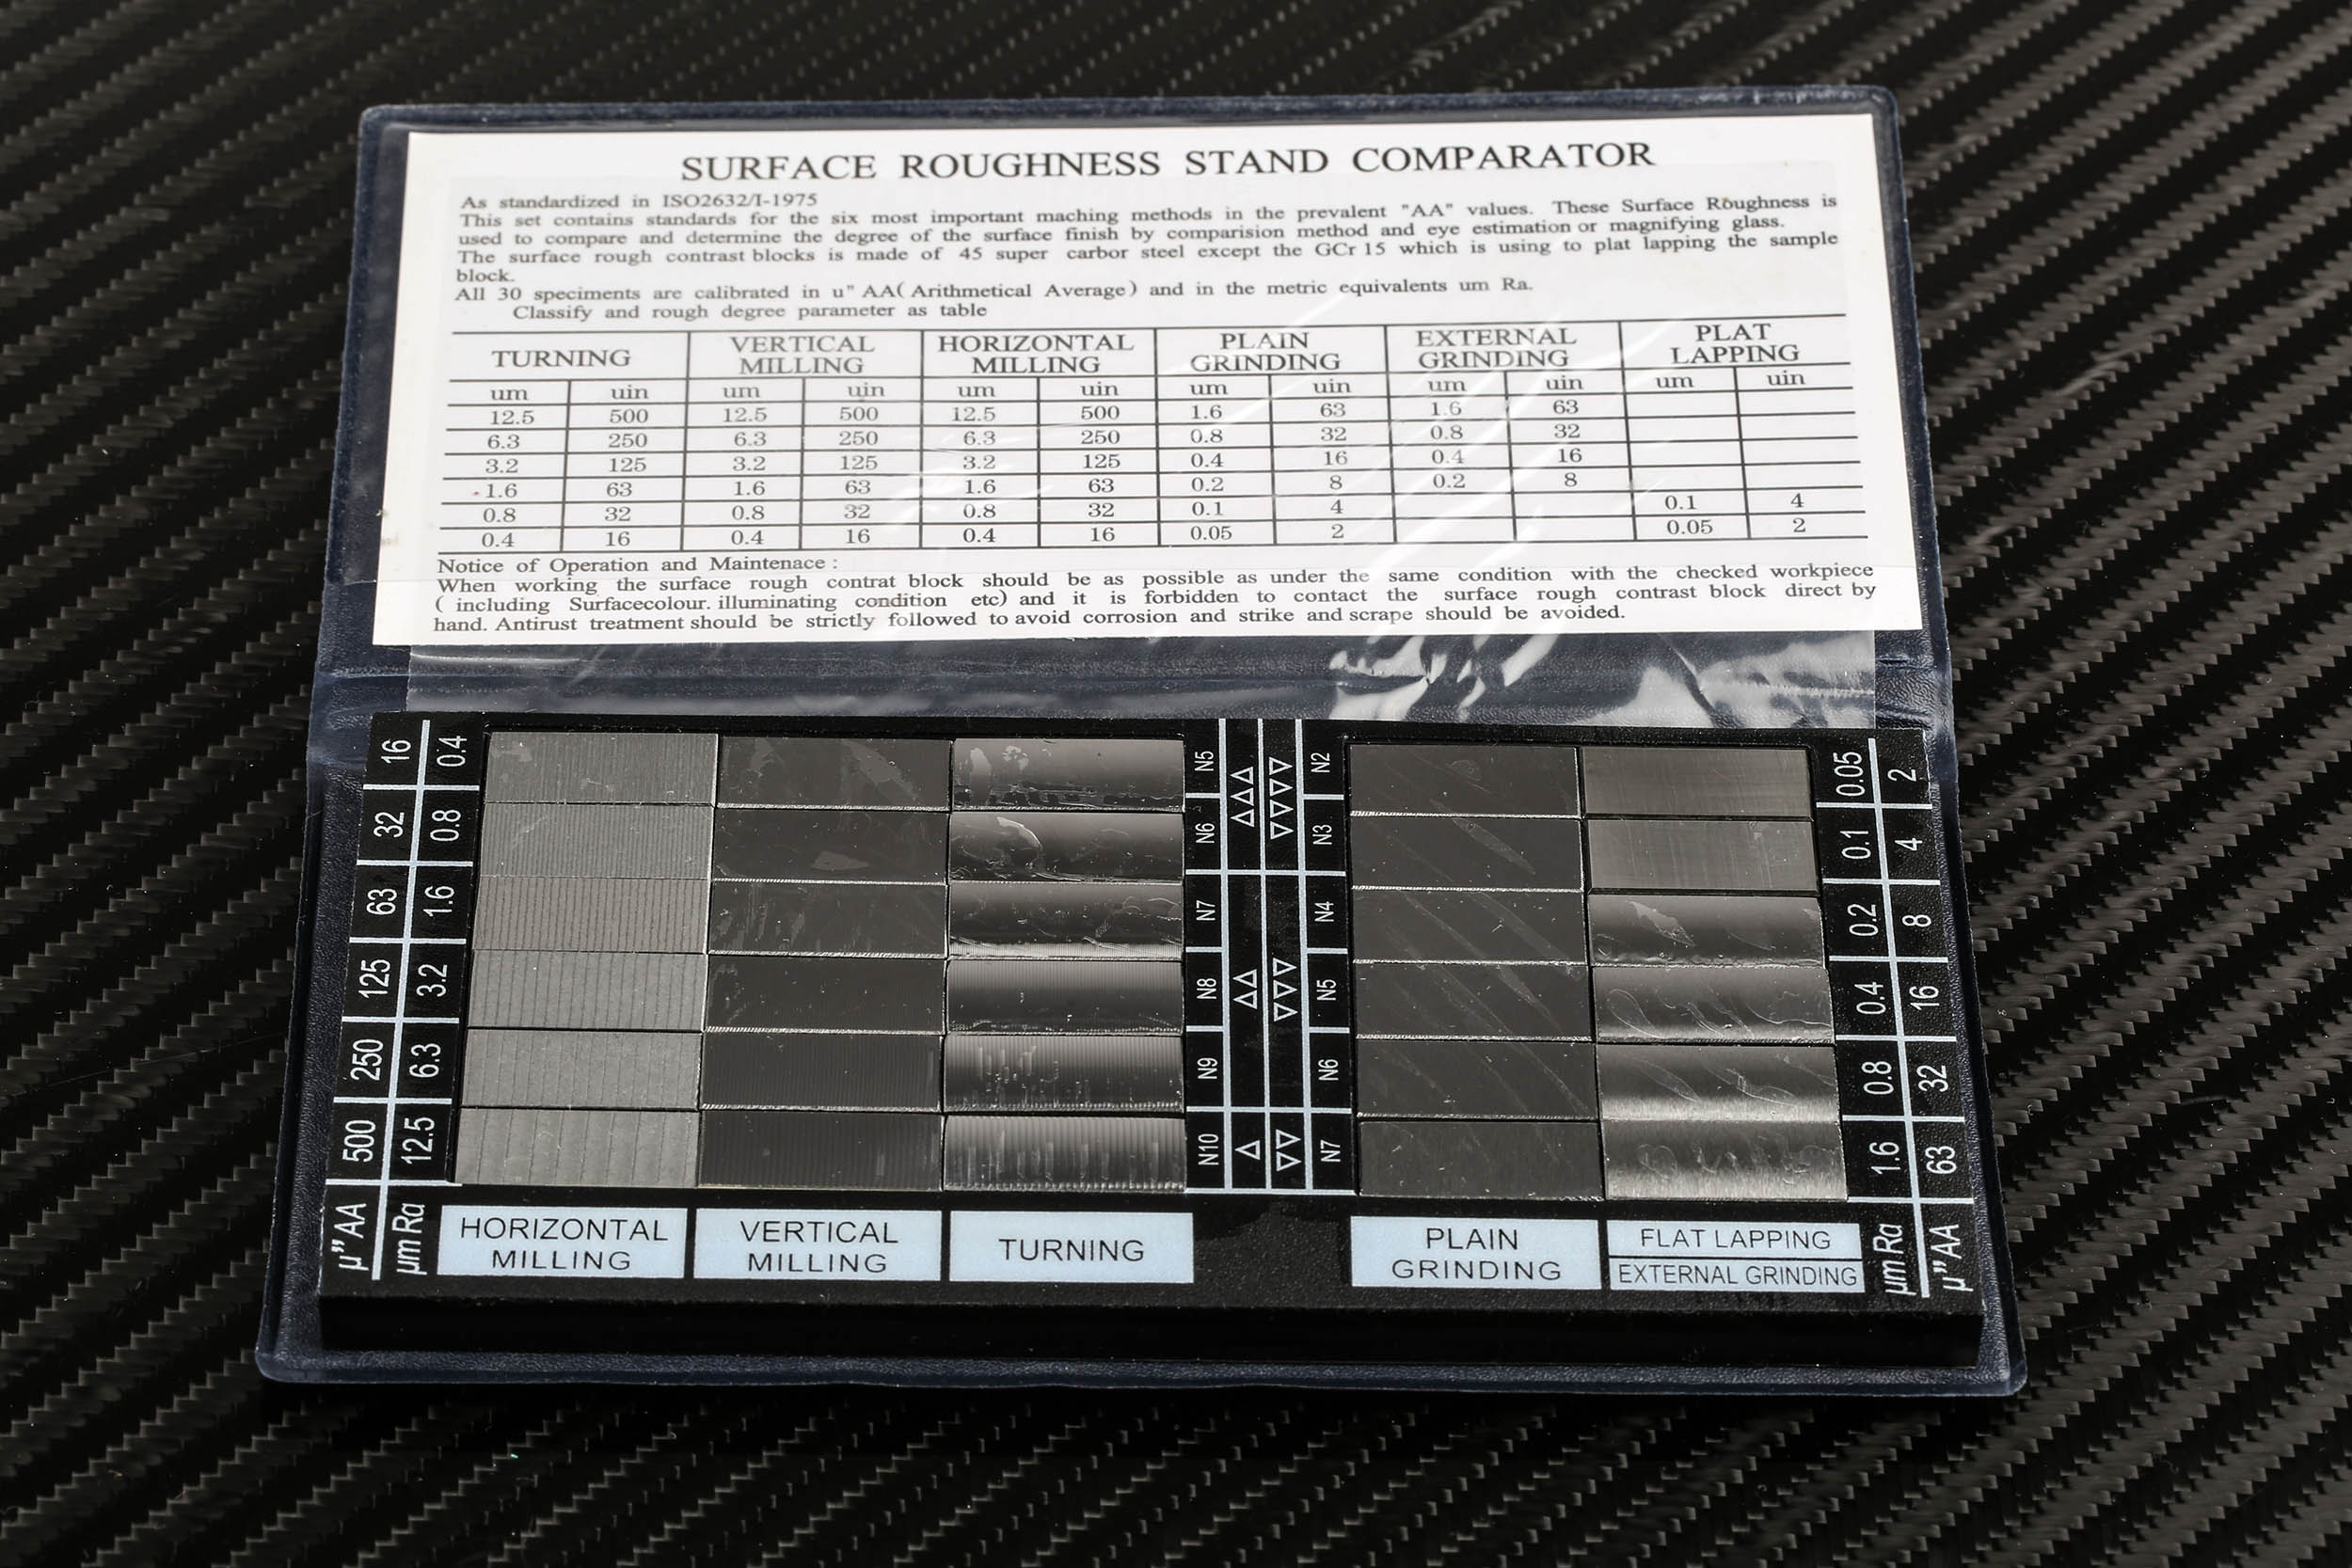 SURFACE ROUGHNESS STAND COMPARATOR
As standardized in ISO2632/I-1975
This set contains standards for the six most important maching methods in the prevalent "AA" values. These Surface Roughness is
used to compare and determine the degree of the surface finish by comparision method and eye estimation or magnifying glass.
The surface rough contrast blocks is made of 45 super carbor steel except the GCr 15 which is using to plat lapping the sample
block.
All 30 speciments are calibrated in u" AA( Arithmetical Average) and in the metric equivalents um Ra.
Classify and rough degree parameter as table
TURNING VERTICAL MILLING HORIZONTAL MILLING PLAIN GRINDING EXTERNAL GRINDING PLAT LAPPING
um uin um uin um uin um uin um uin um uin
12.5 500 12.5 500 12.5 500 1.6 63 1.6 63
6.3 250 6.3 250 6.3 250 0.8 32 0.8 32
3.2 125 3.2 125 3.2 125 0.4 16 0.4 16
1.6 63 1.6 63 1.6 63 0.2 8 0.2 8
0.8 32 0.8 32 0.8 32 0.1 4 0.1 4
0.4 16 0.4 16 0.4 16 0.05 2 0.05 2
Notice of Operation and Maintenace :
When working the surface rough contrat block should be as possible as under the same condition with the checked workpiece
( including Surfacecolour. illuminating condition etc) and it is forbidden to contact the surface rough contrast block direct by
hand. Antirust treatment should be strictly followed to avoid corrosion and strike and scrape should be avoided.
16 0.4 N5 N2 0.05 2
32 0.8 N6 N3 0.1 4
63 1.6 N7 N4 0.2 8
125 3.2 N8 N5 0.4 16
250 6.3 N9 N6 0.8 32
500 12.5 N10 N7 1.6 63
µ"AA µm Ra HORIZONTAL MILLING VERTICAL MILLING TURNING PLAIN GRINDING FLAT LAPPING EXTERNAL GRINDING µm Ra µ"AA